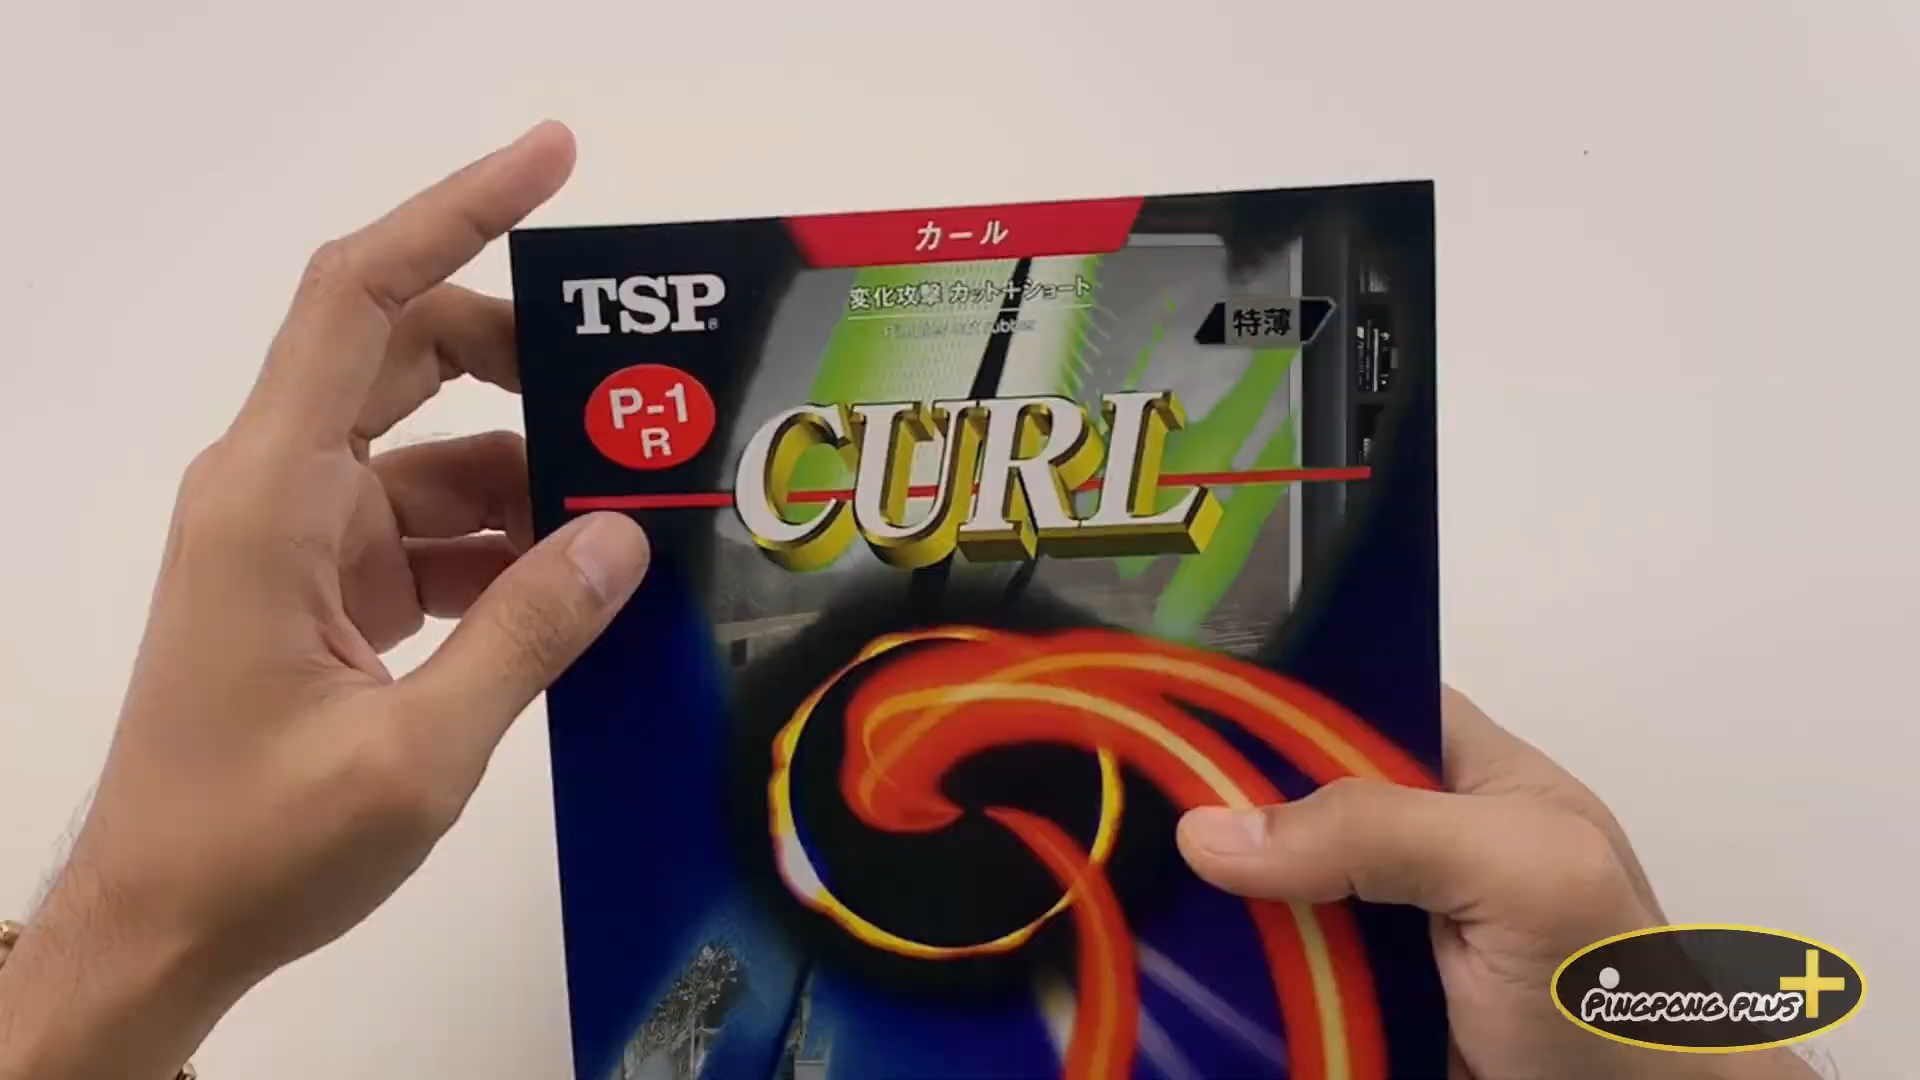 カール
TSP®
変化攻撃 カット+ショート
特薄
P-1
R
CURL
PINGPONG PLUS+